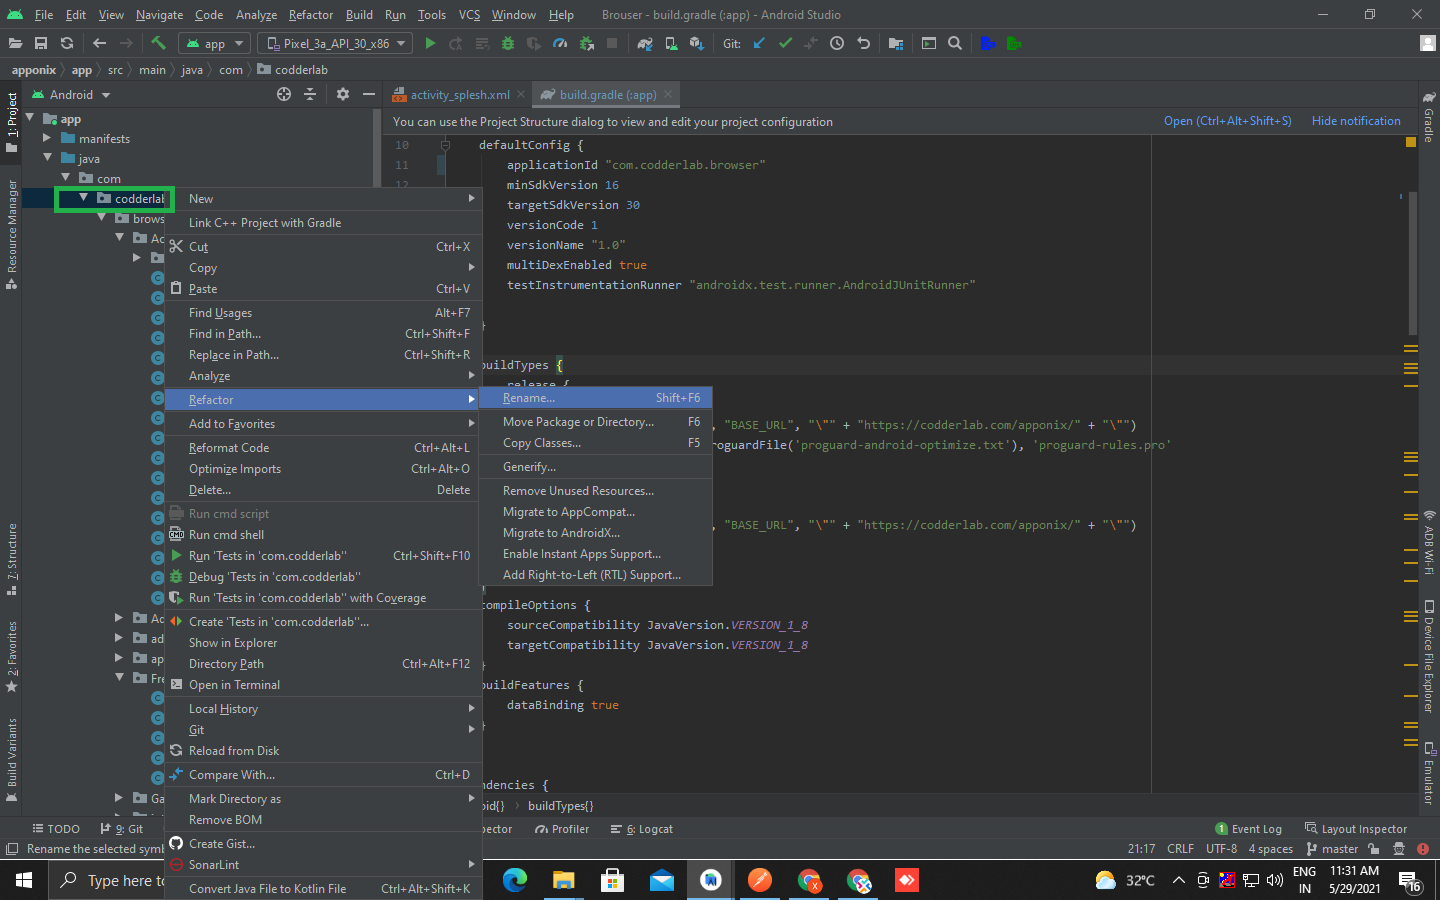 File Edit View Navigate Code Analyze Refactor Build Run Tools VCS Window Help Brouser - build.gradle (:app) - Android Studio
app Pixel_3a_API_30_x86 Git:
apponix app src main java com codderlab
Android activity_splesh.xml build.gradle (:app)
You can use the Project Structure dialog to view and edit your project configuration Open (Ctrl+Alt+Shift+S) Hide notification
1: Project
Resource Manager
7: Structure
2: Favorites
Build Variants
app
manifests
java
com
codderlab
brows
Ac
Ac
ad
ap
Fre
Ga
10 defaultConfig {
11 applicationId "com.codderlab.browser"
12 minSdkVersion 16
targetSdkVersion 30
versionCode 1
versionName "1.0"
multiDexEnabled true
testInstrumentationRunner "androidx.test.runner.AndroidJUnitRunner"
}
buildTypes {
release {
, "BASE_URL", "\"" + "https://codderlab.com/apponix/" + "\"")
roguardFile('proguard-android-optimize.txt'), 'proguard-rules.pro'
, "BASE_URL", "\"" + "https://codderlab.com/apponix/" + "\"")
}
compileOptions {
sourceCompatibility JavaVersion.VERSION_1_8
targetCompatibility JavaVersion.VERSION_1_8
}
buildFeatures {
dataBinding true
}
ndencies {
oid{} buildTypes{}
New
Link C++ Project with Gradle
Cut Ctrl+X
Copy
Paste Ctrl+V
Find Usages Alt+F7
Find in Path... Ctrl+Shift+F
Replace in Path... Ctrl+Shift+R
Analyze
Refactor
Add to Favorites
Reformat Code Ctrl+Alt+L
Optimize Imports Ctrl+Alt+O
Delete... Delete
Run cmd script
Run cmd shell
Run 'Tests in 'com.codderlab'' Ctrl+Shift+F10
Debug 'Tests in 'com.codderlab''
Run 'Tests in 'com.codderlab'' with Coverage
Create 'Tests in 'com.codderlab''...
Show in Explorer
Directory Path Ctrl+Alt+F12
Open in Terminal
Local History
Git
Reload from Disk
Compare With... Ctrl+D
Mark Directory as
Remove BOM
Create Gist...
SonarLint
Convert Java File to Kotlin File Ctrl+Alt+Shift+K
Rename... Shift+F6
Move Package or Directory... F6
Copy Classes... F5
Generify...
Remove Unused Resources...
Migrate to AppCompat...
Migrate to AndroidX...
Enable Instant Apps Support...
Add Right-to-Left (RTL) Support...
Gradle
ADB Wi-Fi
Device File Explorer
Emulator
TODO 9: Git pector Profiler 6: Logcat 1 Event Log Layout Inspector
Rename the selected symb 21:17 CRLF UTF-8 4 spaces master
Type here to 32°C ENG IN 11:31 AM 5/29/2021 16